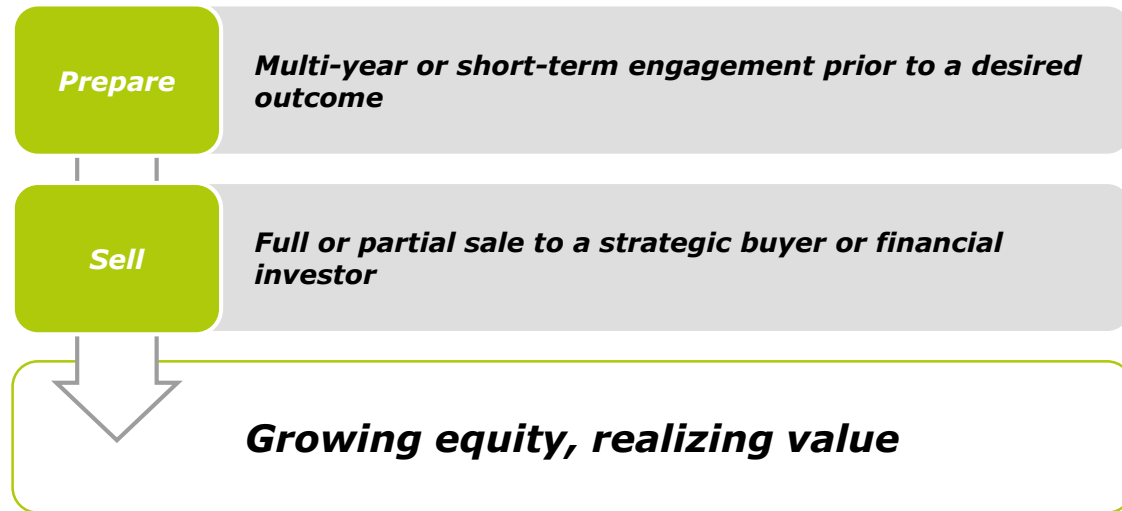 Prepare
Multi-year or short-term engagement prior to a desired
outcome
Sell
Full or partial sale to a strategic buyer or financial
investor
Growing equity, realizing value